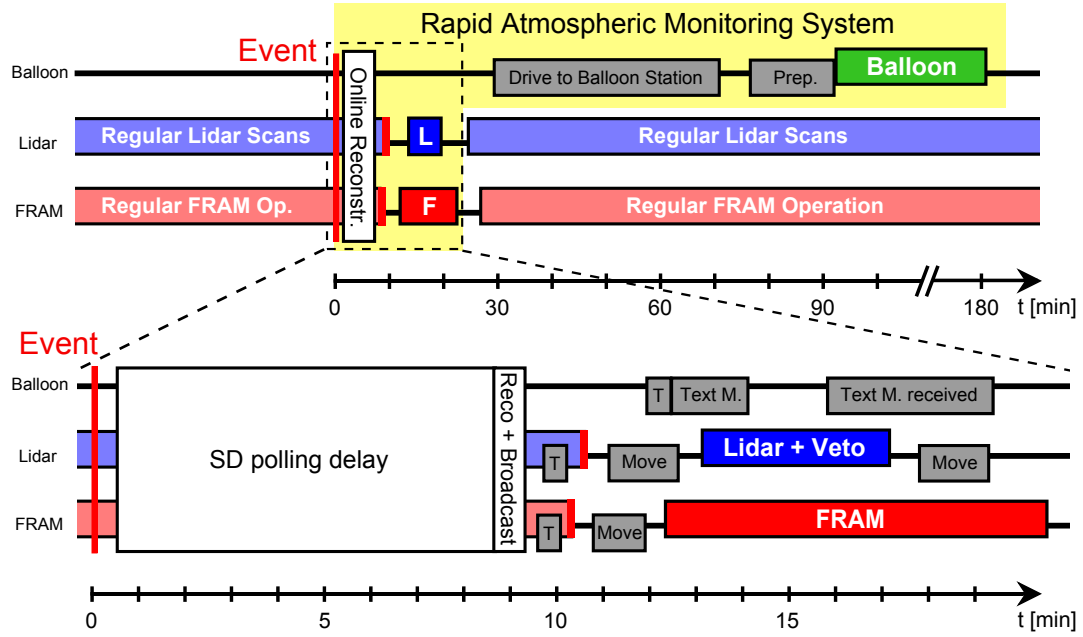 Rapid Atmospheric Monitoring System
Event
Balloon
Drive to Balloon Station
Prep.
Balloon
Online Reconstr.
Lidar
Regular Lidar Scans
L
Regular Lidar Scans
FRAM
Regular FRAM Op.
F
Regular FRAM Operation
0 30 60 90 180 t [min]
Event
Balloon
T
Text M.
Text M. received
SD polling delay
Reco + Broadcast
Lidar
T
Move
Lidar + Veto
Move
FRAM
T
Move
FRAM
0 5 10 15 t [min]